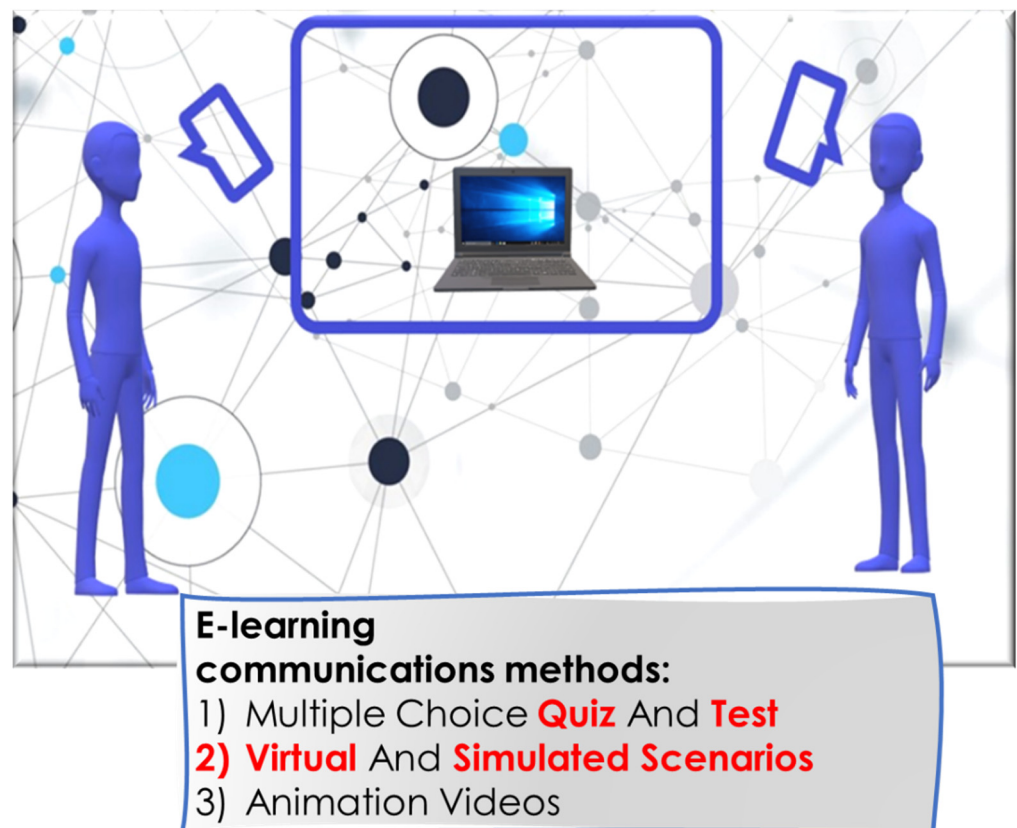 E-learning
communications methods:
1) Multiple Choice Quiz And Test
2) Virtual And Simulated Scenarios
3) Animation Videos